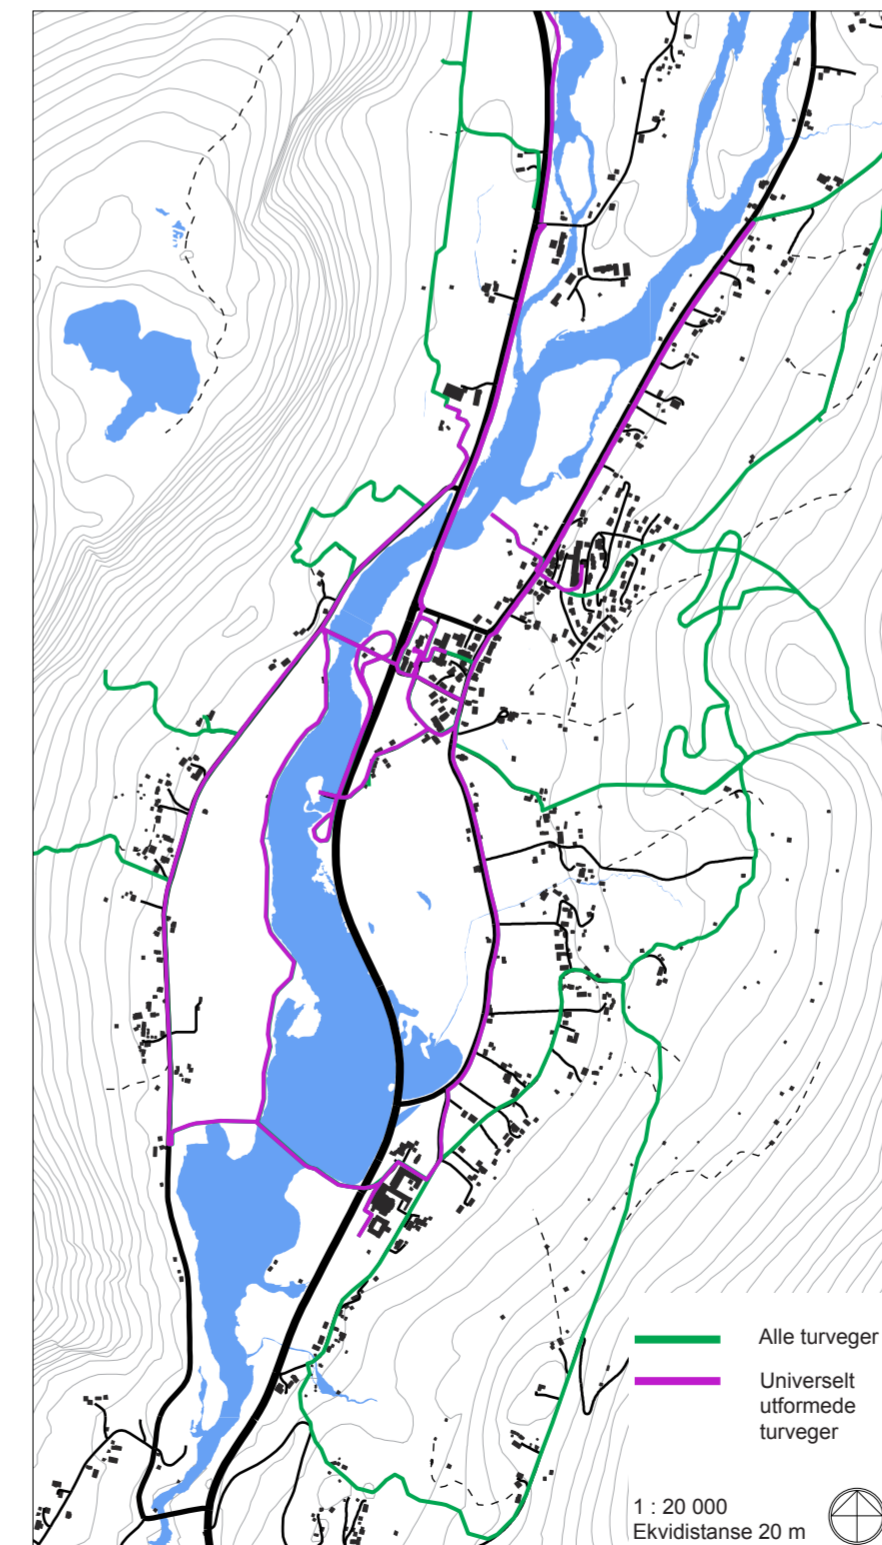 Alle turveger
Universelt
utformede
turveger
1 : 20 000
Ekvidistanse 20 m